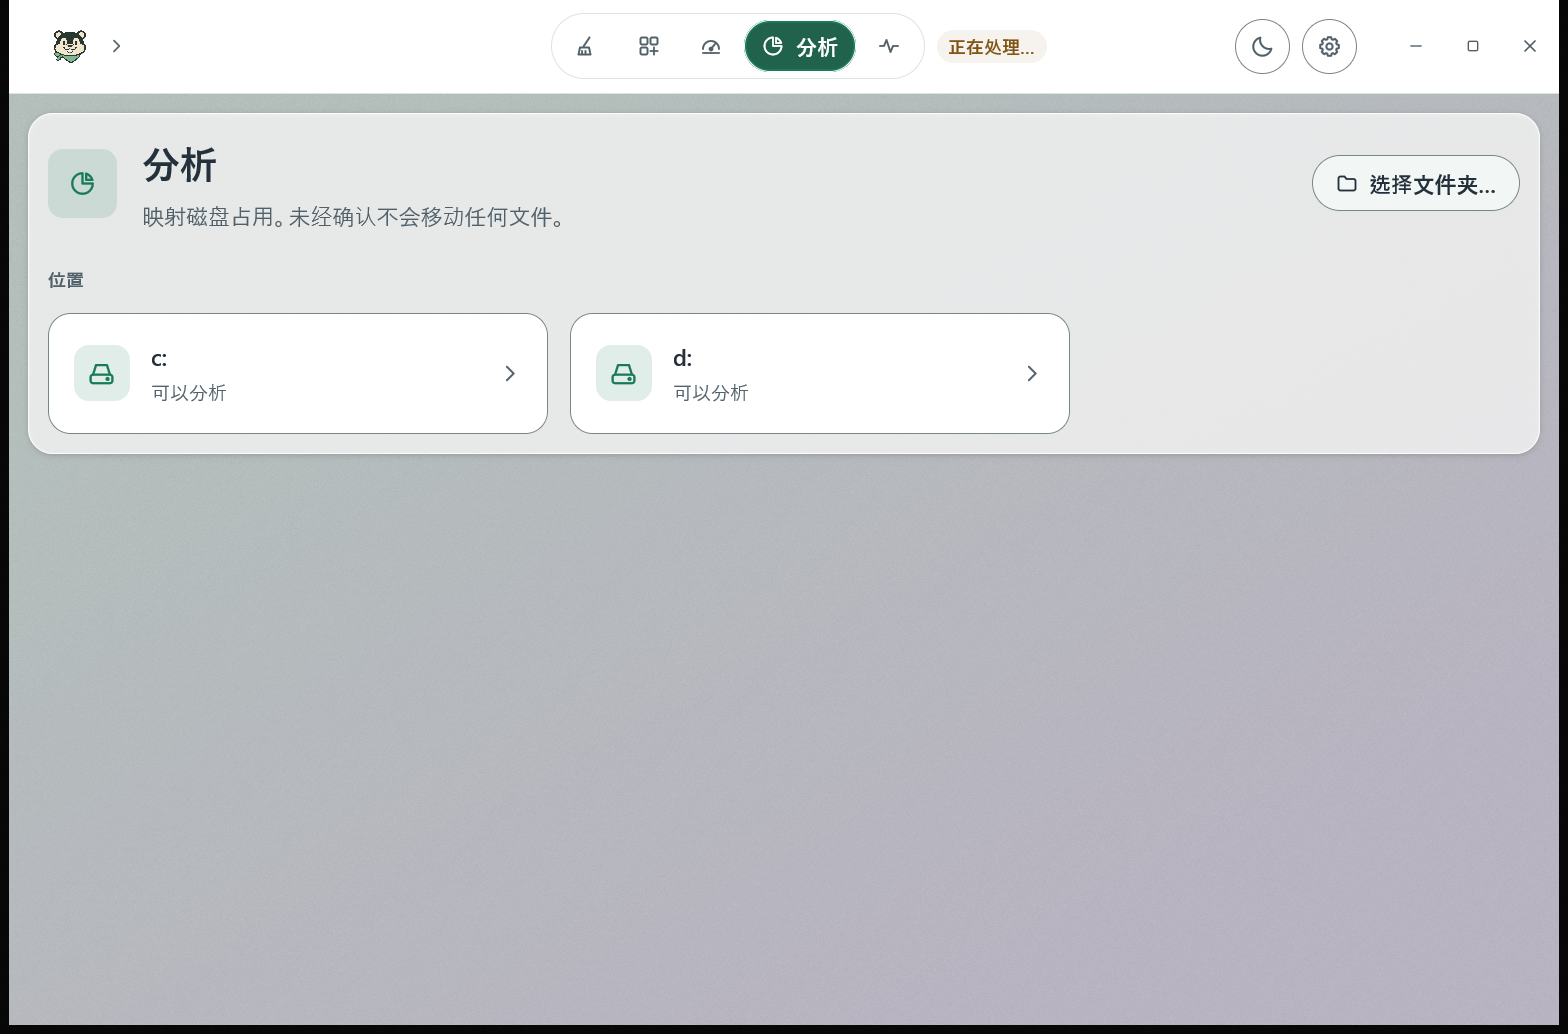 分析
正在处理...
分析
映射磁盘占用。未经确认不会移动任何文件。
选择文件夹...
位置
c:
可以分析
d:
可以分析